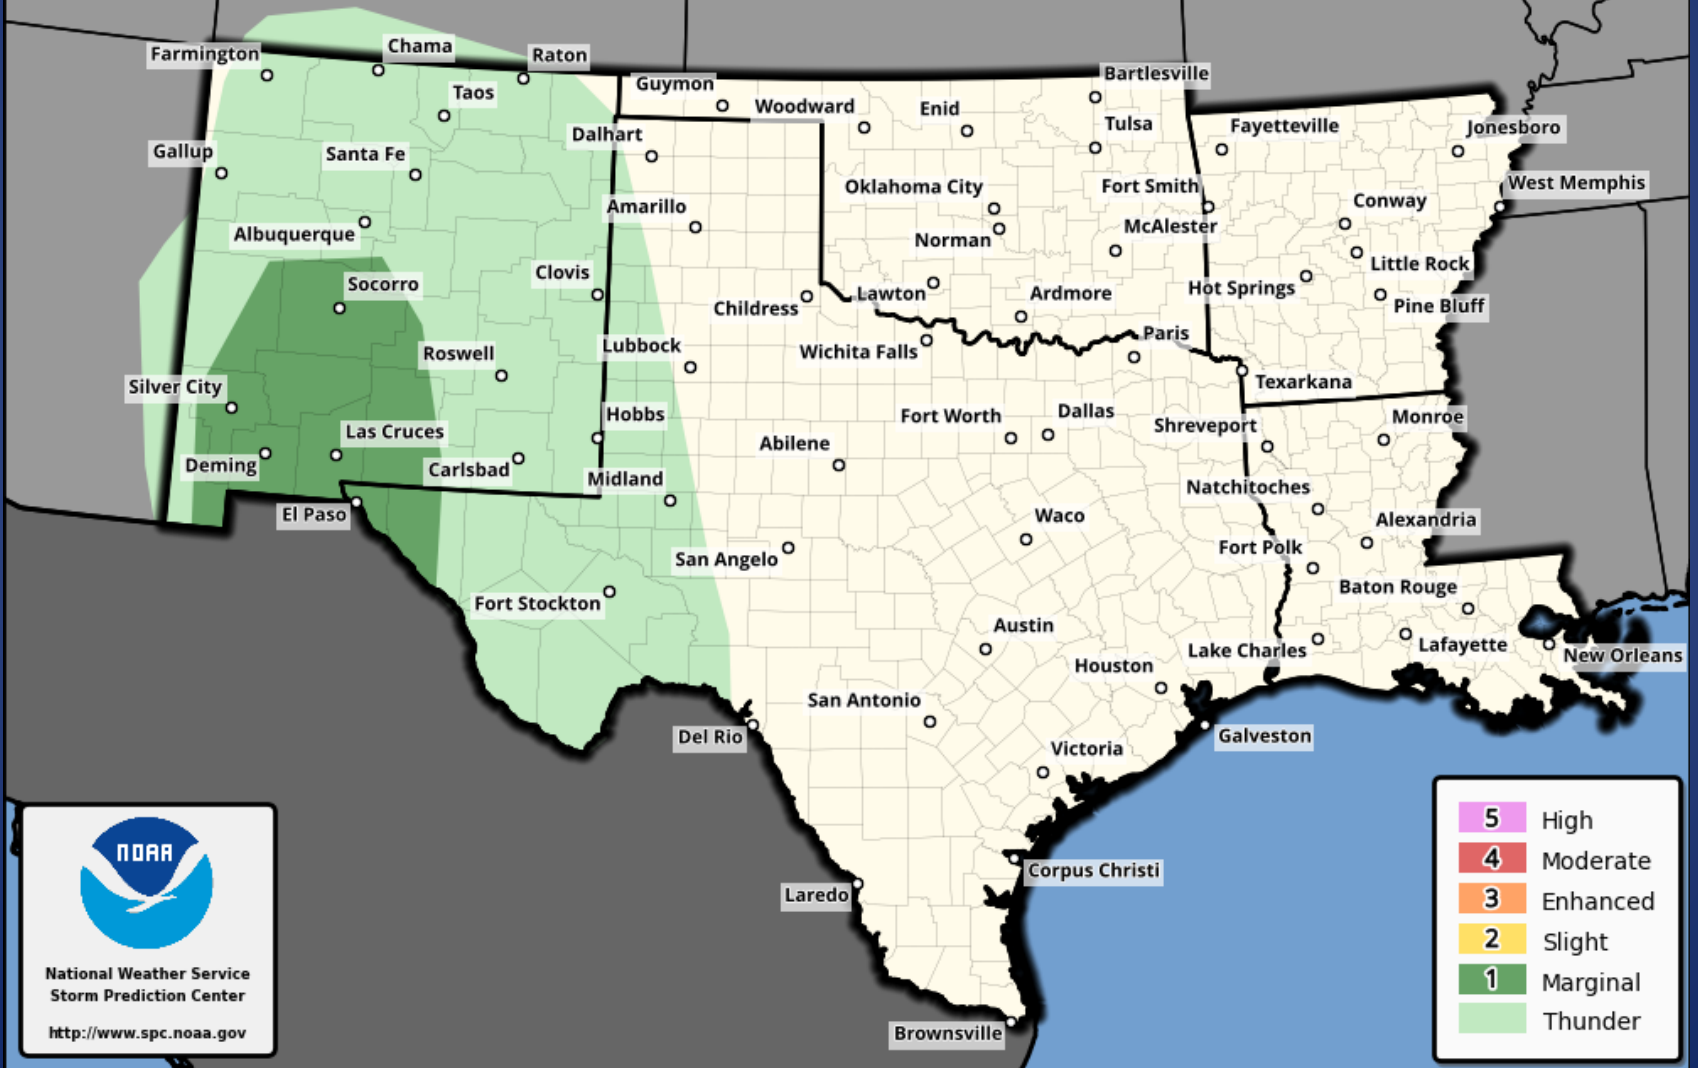 Farmington
Chama
Raton
Taos
Guymon
Woodward
Enid
Bartlesville
Tulsa
Fayetteville
Jonesboro
Dalhart
Gallup
Santa Fe
Oklahoma City
Fort Smith
West Memphis
Amarillo
Conway
Albuquerque
Norman
McAlester
Clovis
Little Rock
Socorro
Childress
Lawton
Ardmore
Hot Springs
Pine Bluff
Roswell
Lubbock
Wichita Falls
Paris
Silver City
Texarkana
Hobbs
Fort Worth
Dallas
Shreveport
Monroe
Las Cruces
Abilene
Deming
Carlsbad
Midland
Natchitoches
El Paso
Waco
Alexandria
San Angelo
Fort Polk
Fort Stockton
Baton Rouge
Austin
Lake Charles
Lafayette
New Orleans
Houston
San Antonio
Del Rio
Galveston
Victoria
Corpus Christi
Laredo
Brownsville
NOAA
National Weather Service
Storm Prediction Center
http://www.spc.noaa.gov
5 High
4 Moderate
3 Enhanced
2 Slight
1 Marginal
Thunder